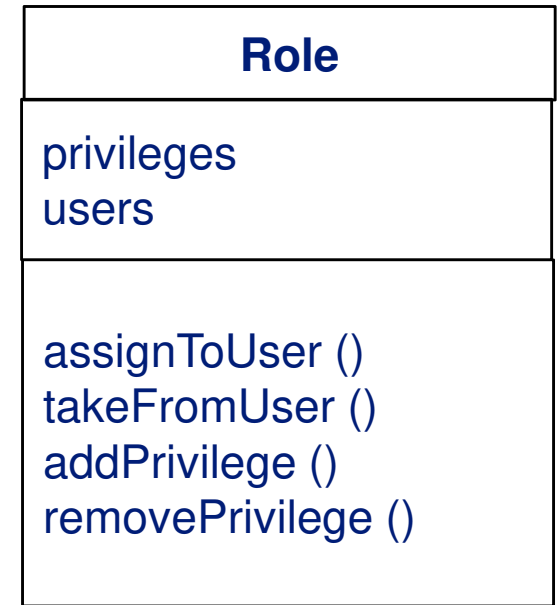 Role
privileges
users
assignToUser ()
takeFromUser ()
addPrivilege ()
removePrivilege ()